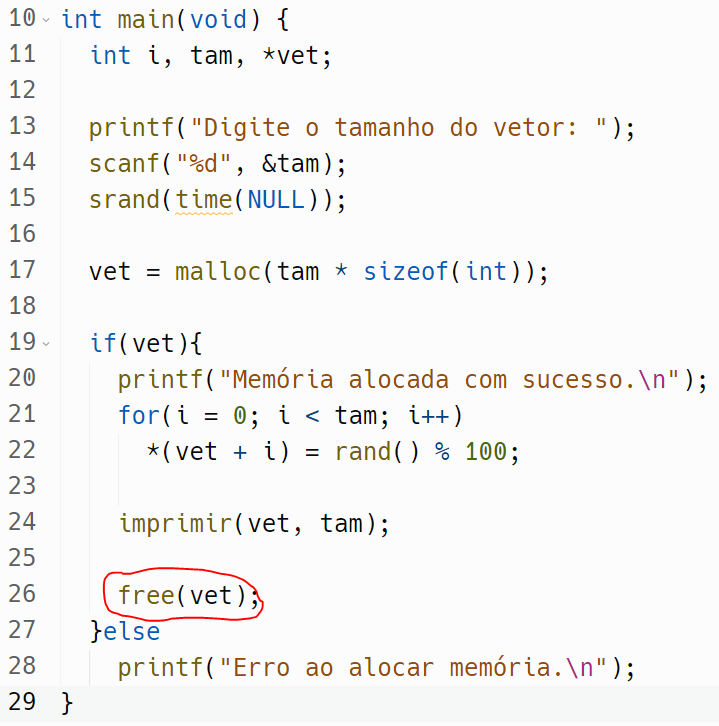 10 int main(void) {
11 int i, tam, *vet;
12
13 printf("Digite o tamanho do vetor: ");
14 scanf("%d", &tam);
15 srand(time(NULL));
16
17 vet = malloc(tam * sizeof(int));
18
19 if(vet){
20 printf("Memória alocada com sucesso.\n");
21 for(i = 0; i < tam; i++)
22 *(vet + i) = rand() % 100;
23
24 imprimir(vet, tam);
25
26 free(vet);
27 }else
28 printf("Erro ao alocar memória.\n");
29 }